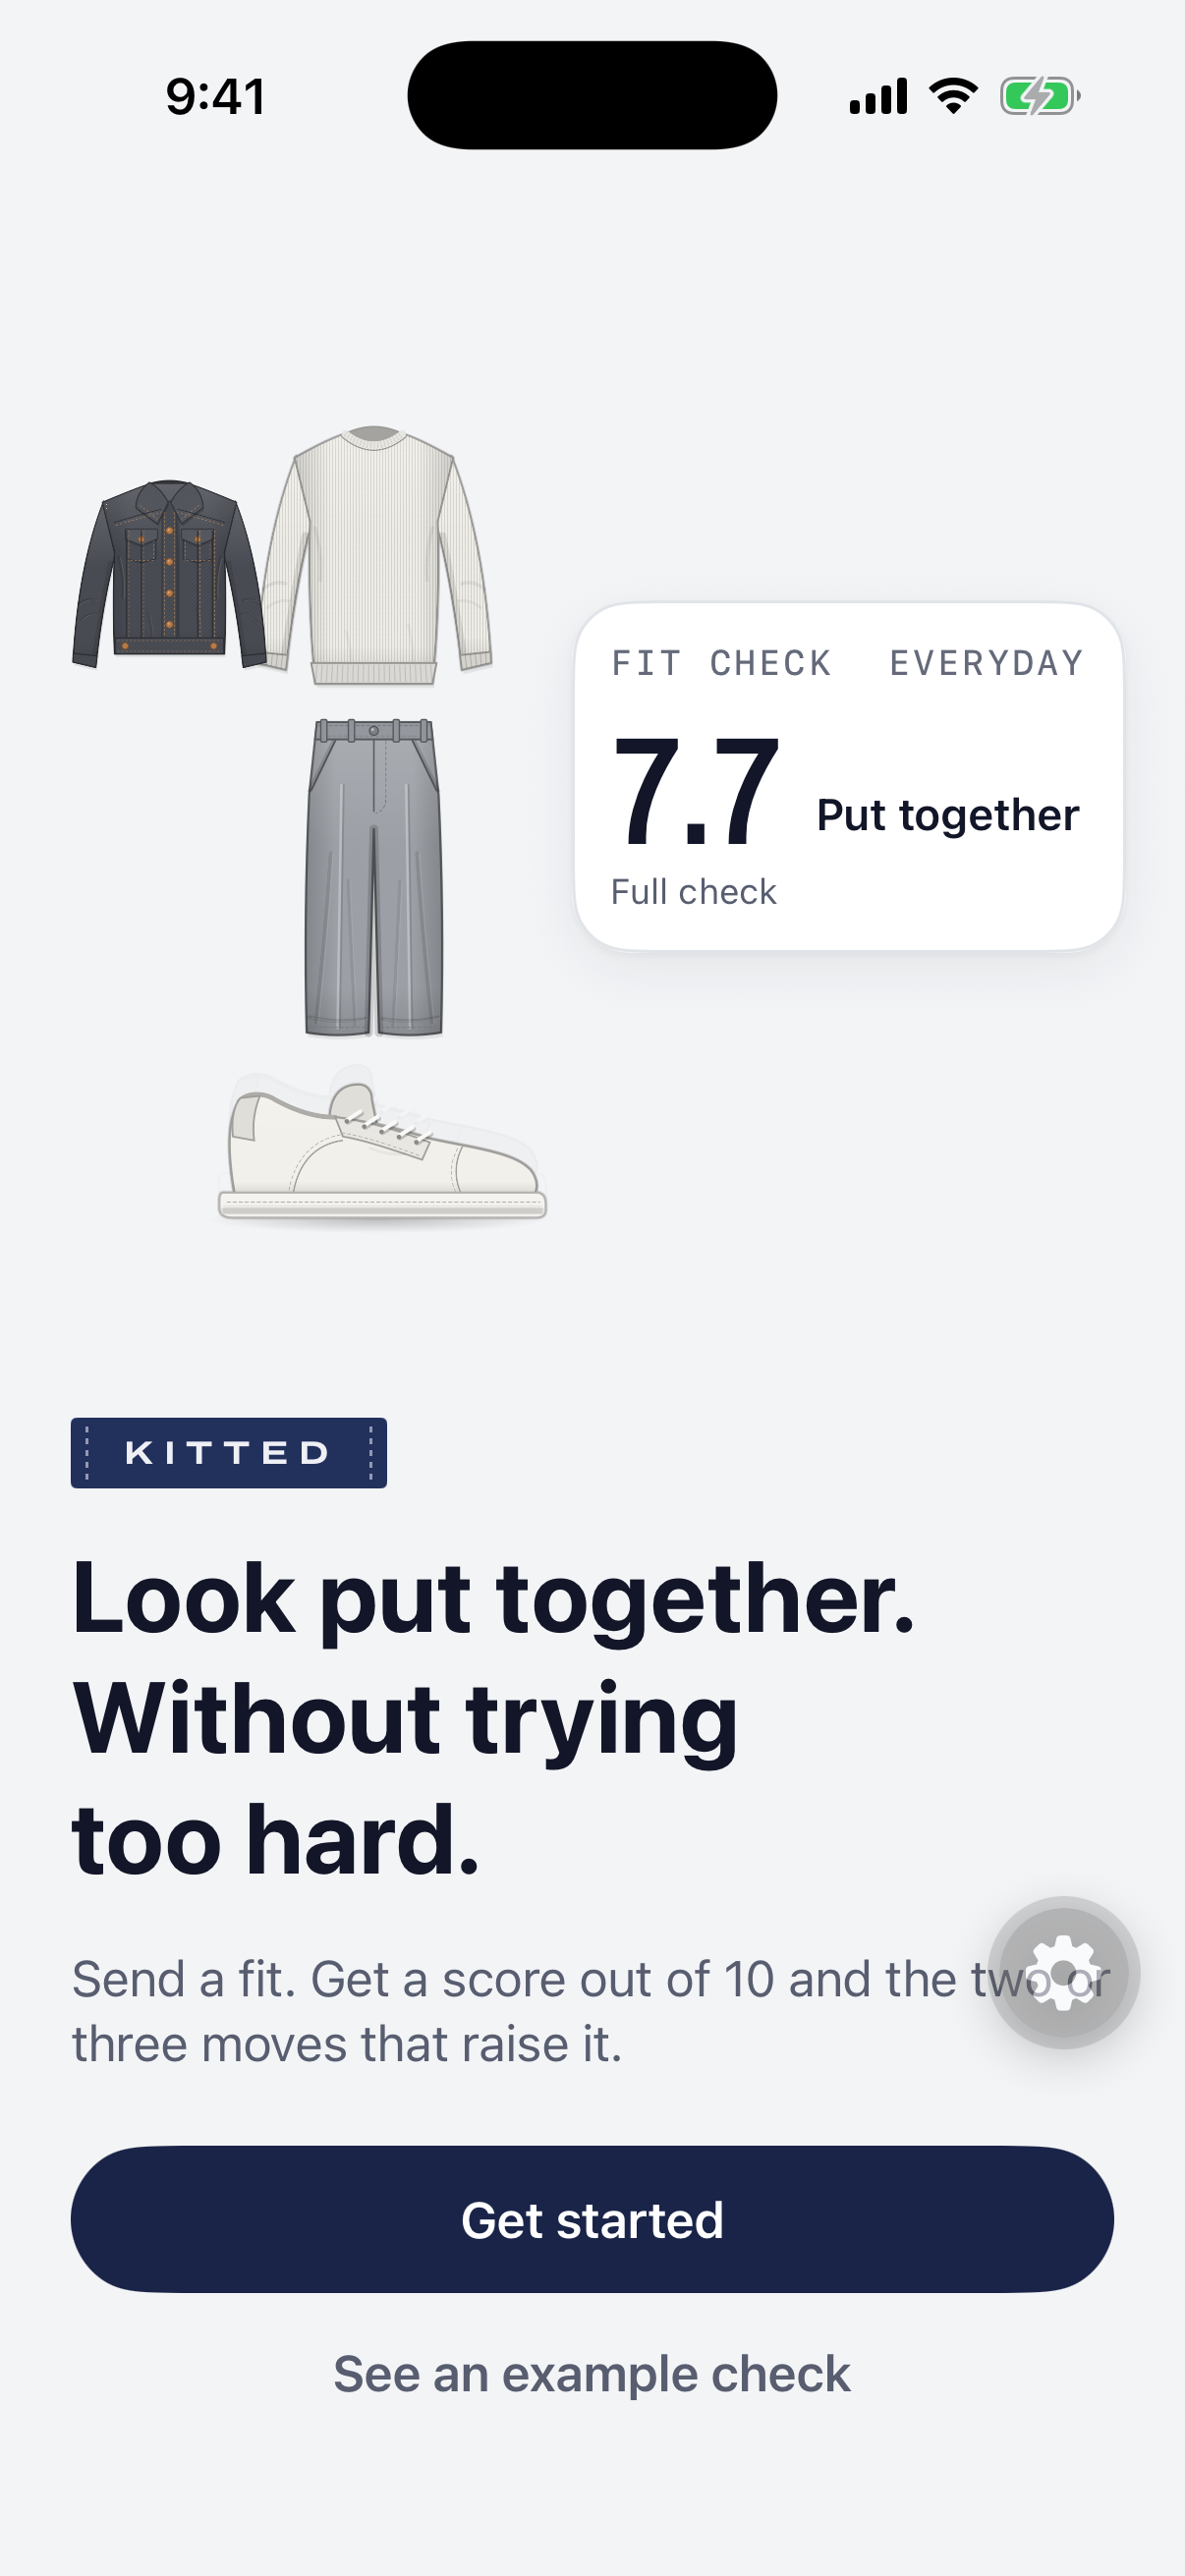 9:41
FIT CHECK EVERYDAY
7.7 Put together
Full check
KITTED
Look put together.
Without trying
too hard.
Send a fit. Get a score out of 10 and the two or
three moves that raise it.
Get started
See an example check